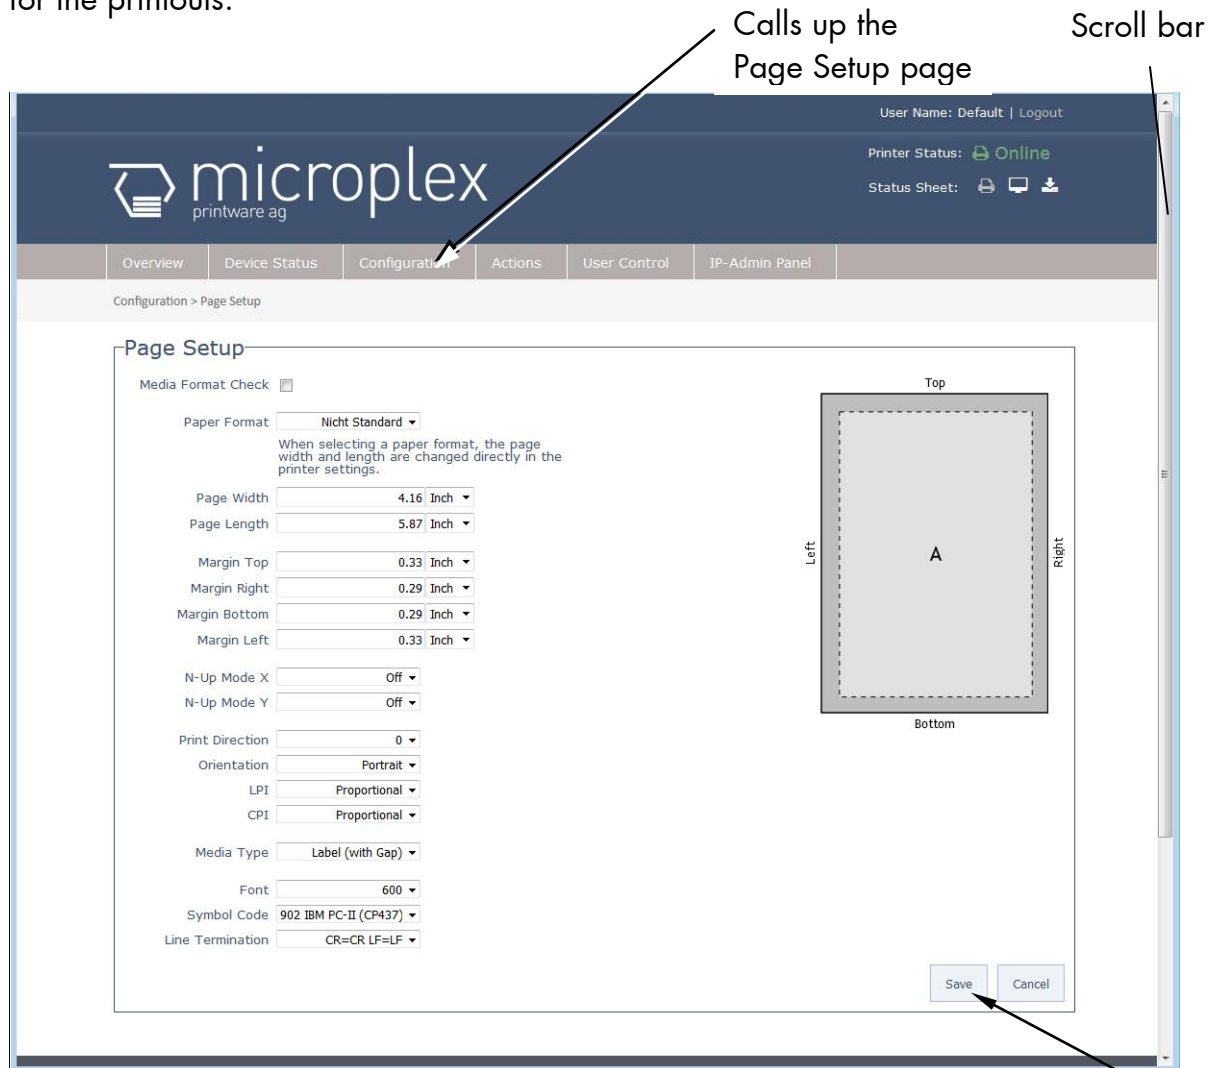 for the printouts.
Calls up the
Page Setup page
Scroll bar
User Name: Default | Logout
microplex
printware ag
Printer Status: Online
Status Sheet:
Overview Device Status Configuration Actions User Control IP-Admin Panel
Configuration > Page Setup
Page Setup
Media Format Check
Paper Format Nicht Standard
When selecting a paper format, the page
width and length are changed directly in the
printer settings.
Page Width 4.16 Inch
Page Length 5.87 Inch
Margin Top 0.33 Inch
Margin Right 0.29 Inch
Margin Bottom 0.29 Inch
Margin Left 0.33 Inch
N-Up Mode X Off
N-Up Mode Y Off
Print Direction 0
Orientation Portrait
LPI Proportional
CPI Proportional
Media Type Label (with Gap)
Font 600
Symbol Code 902 IBM PC-II (CP437)
Line Termination CR=CR LF=LF
Top
Left
A
Right
Bottom
Save Cancel